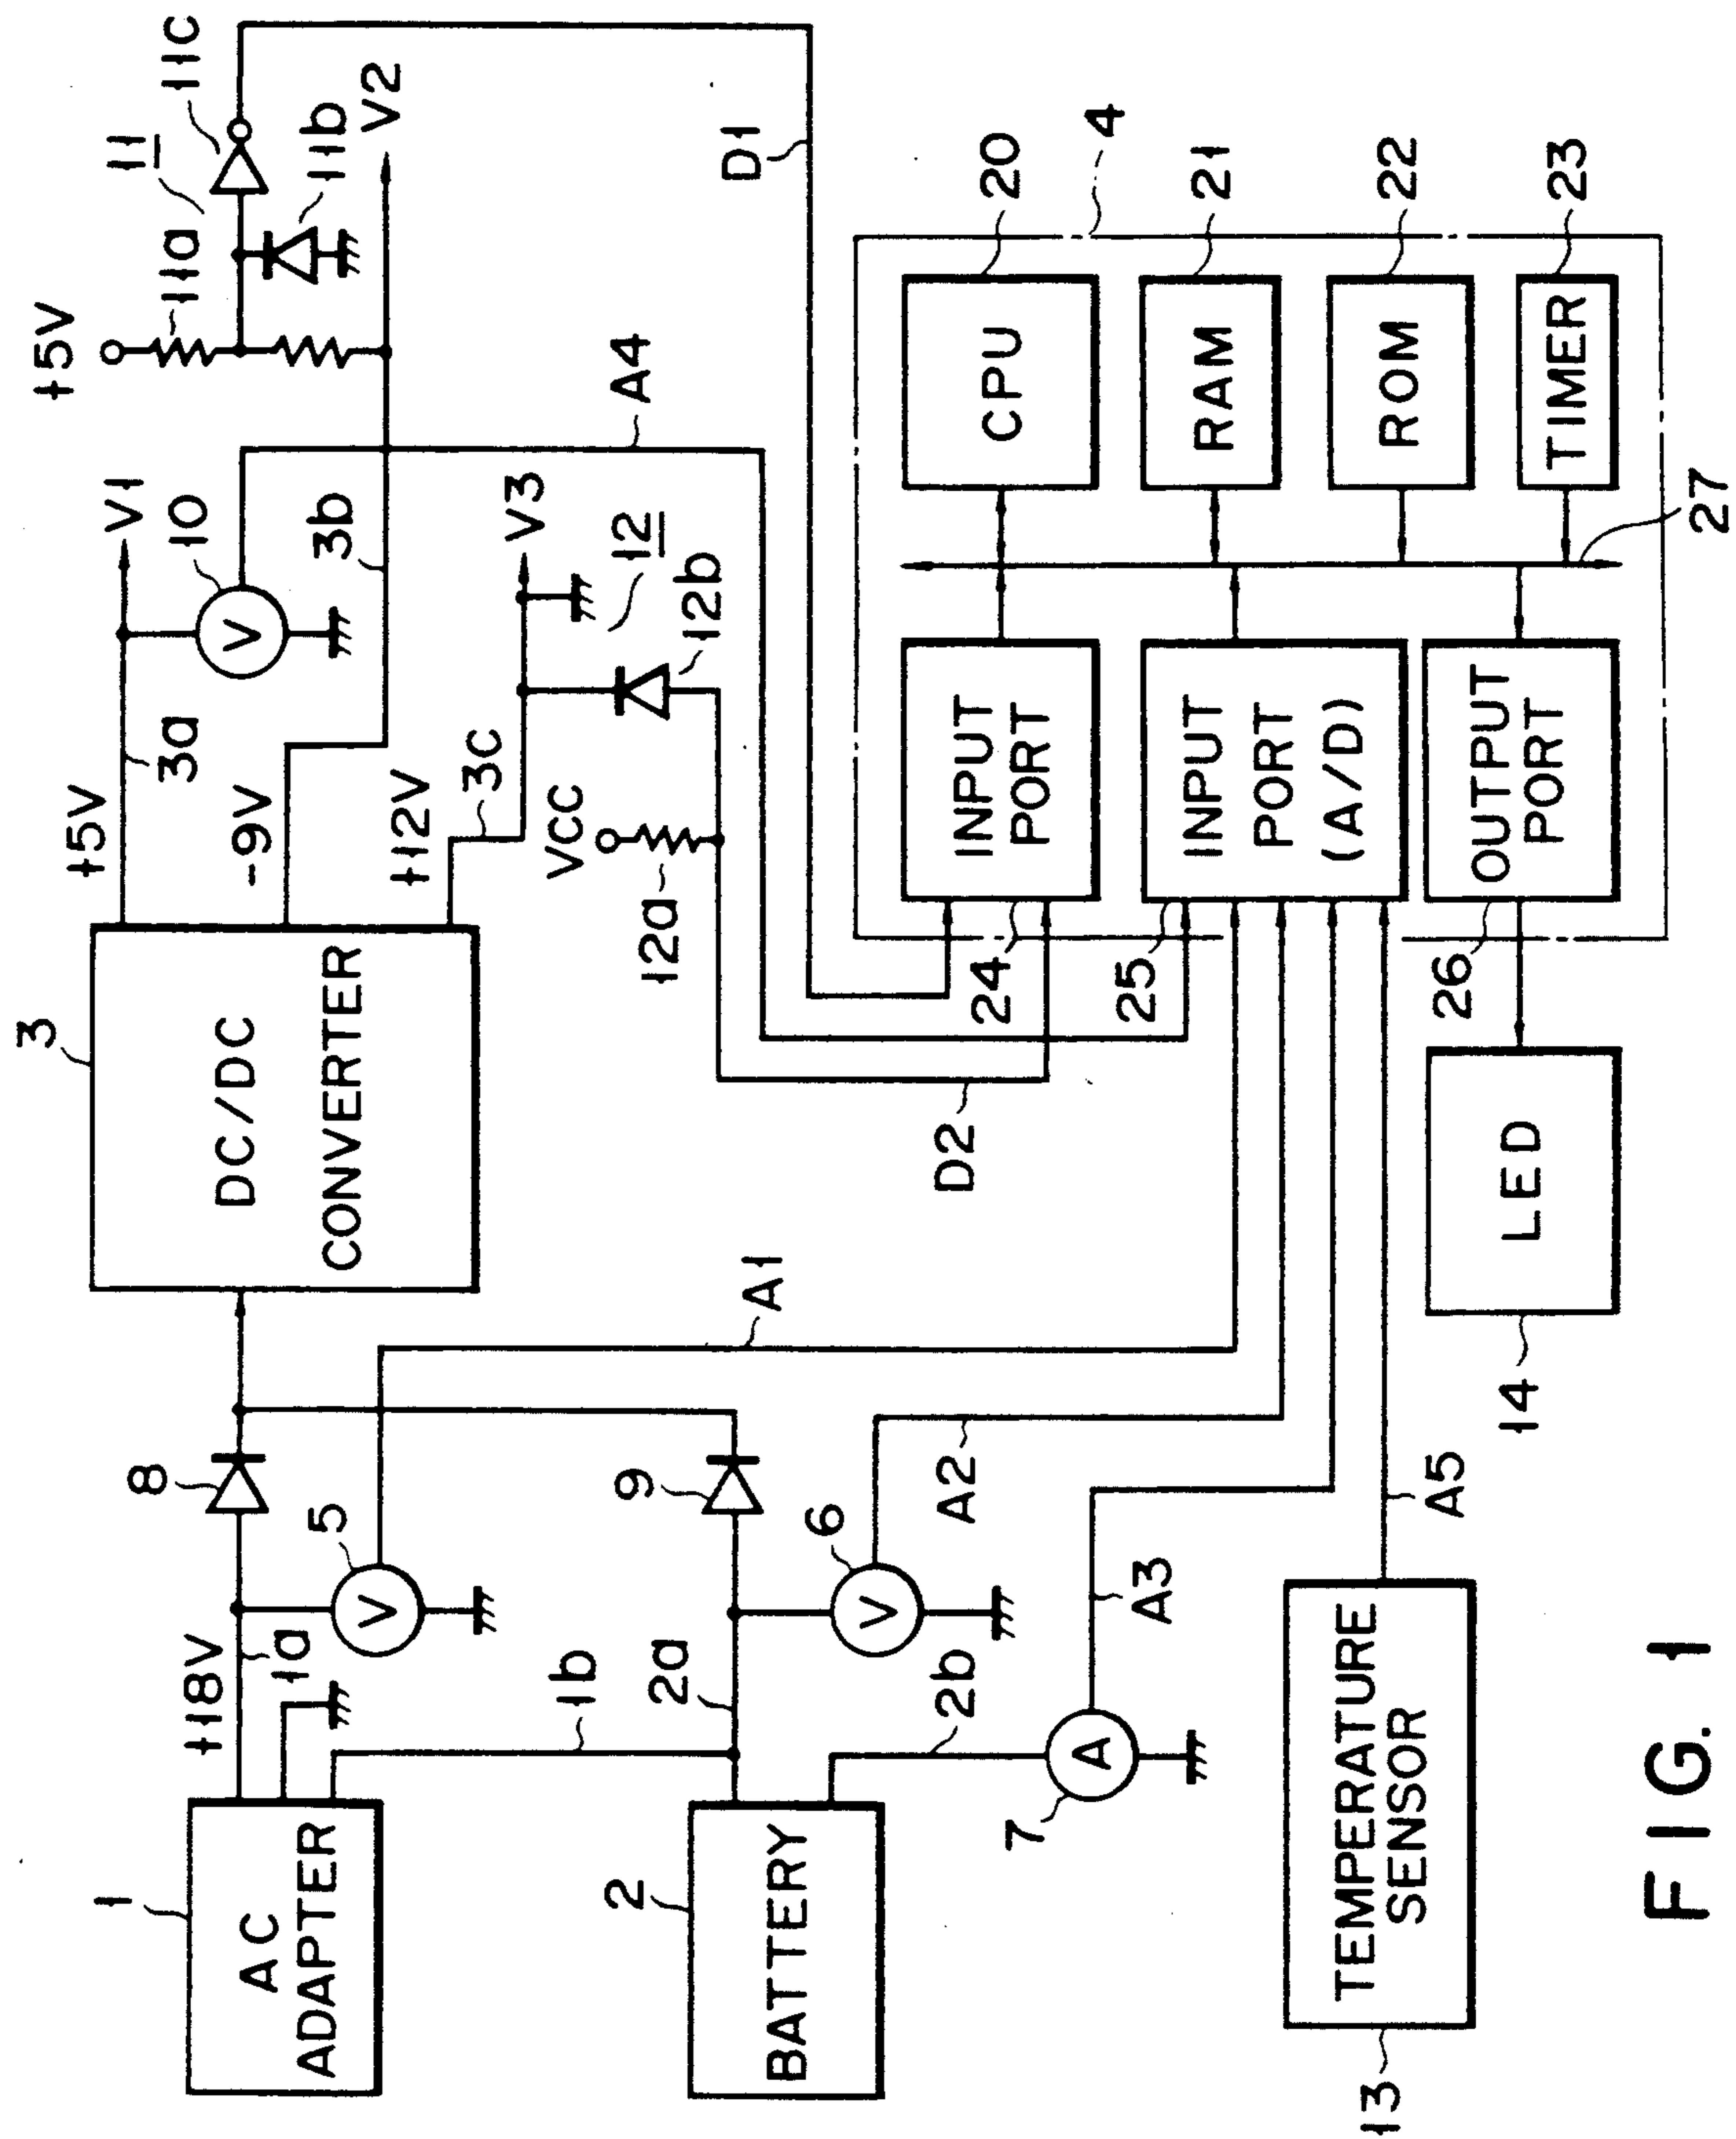 1
AC
ADAPTER
+18V
1a
1b
5
V
8
2
BATTERY
2a
2b
6
V
9
7
A
A1
A2
A3
13
TEMPERATURE
SENSOR
A5
3
DC/DC
CONVERTER
+5V
3a
V1
10
V
-9V
3b
V2
+12V
3c
V3
A4
+5V
11a
11
11b
11c
D1
12
12b
VCC
12a
D2
4
24
INPUT
PORT
25
INPUT
PORT
(A/D)
26
OUTPUT
PORT
CPU
20
RAM
21
ROM
22
TIMER
23
27
14
LED
FIG. 1